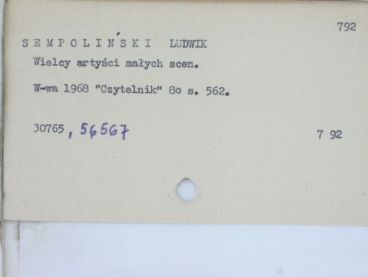 792
SEMPOLIŃSKI LUDWIK
Wielcy artyści małych scen.
W-wa 1968 "Czytelnik" 8o s. 562.
30765, 56567 7 92